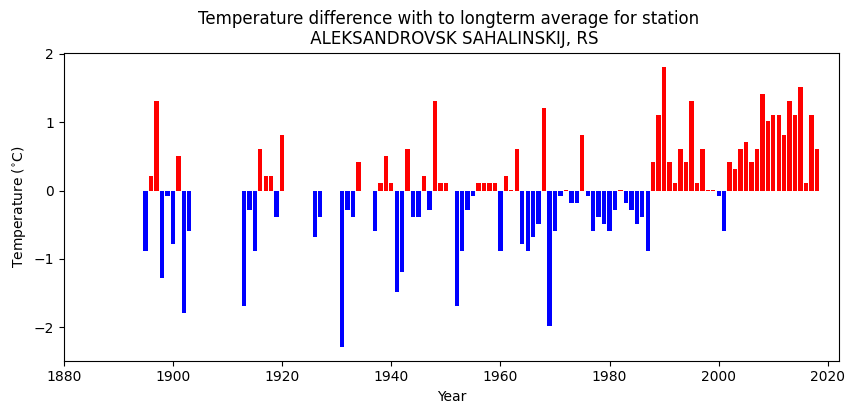 Temperature difference with to longterm average for station
ALEKSANDROVSK SAHALINSKIJ, RS
2
1
0
−1
−2
Temperature (°C)
1880 1900 1920 1940 1960 1980 2000 2020
Year